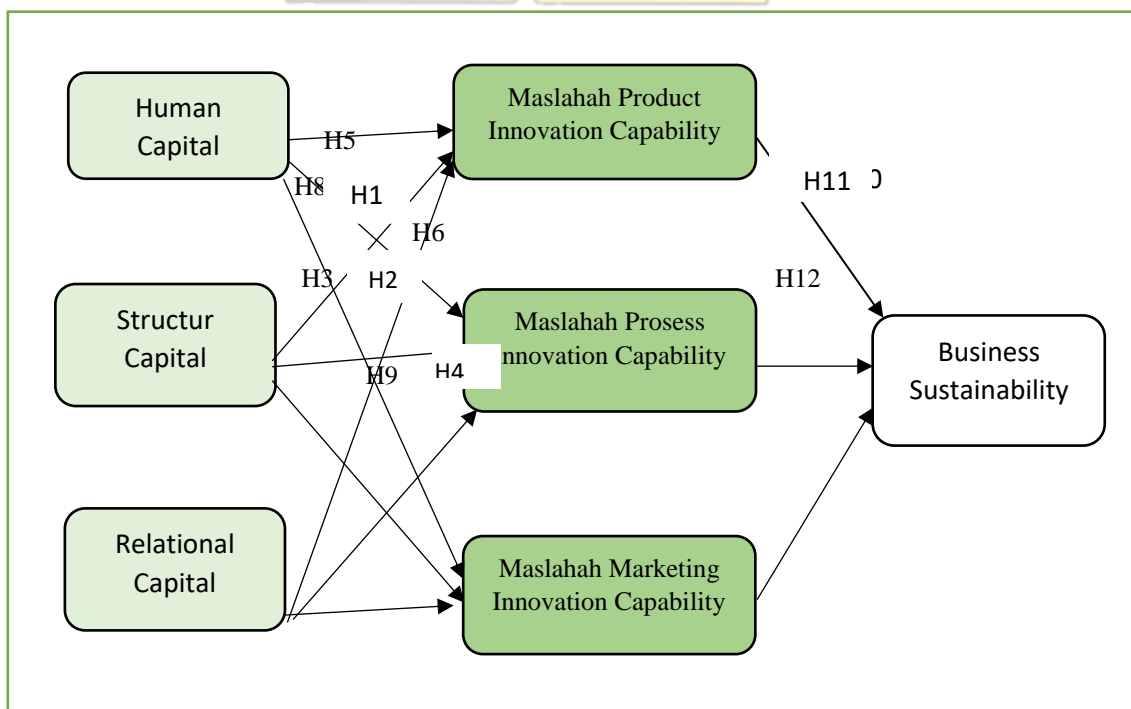 Human
Capital
Maslahah Product
Innovation Capability
H5
H8
H1
H11
H6
H3
H2
H12
Structur
Capital
Maslahah Prosess
Innovation Capability
Business
Sustainability
H9
H4
Relational
Capital
Maslahah Marketing
Innovation Capability